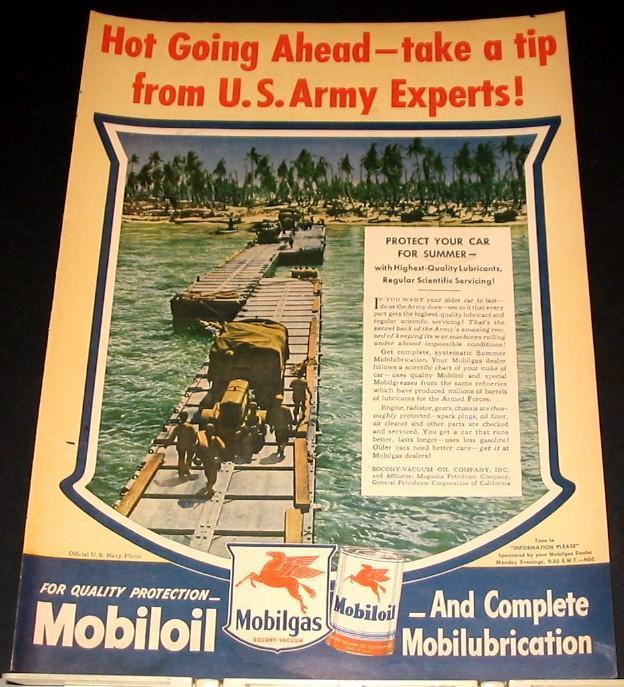 Hot Going Ahead—take a tip
from U.S. Army Experts!
PROTECT YOUR CAR
FOR SUMMER—
with Highest-Quality Lubricants,
Regular Scientific Servicing!
IF YOU WANT your older car to last—
do as the Army does—see to it that every
part gets the highest-quality lubricant and
regular scientific servicing! That's the
secret back of the Army's amazing rec-
ord of keeping its war machines rolling
under almost impossible conditions!
Get complete, systematic Summer
Mobilubrication. Your Mobilgas dealer
follows a scientific chart of your make of
car—uses quality Mobiloil and special
Mobilgreases from the same refineries
which have produced millions of barrels
of lubricants for the Armed Forces.
Engine, radiator, gears, chassis are thor-
oughly protected—spark plugs, oil filter,
air cleaner and other parts are checked
and serviced. You get a car that runs
better, lasts longer—uses less gasoline!
Older cars need better care—get it at
Mobilgas dealers!
SOCONY-VACUUM OIL COMPANY, INC.
and Affiliates: Magnolia Petroleum Company,
General Petroleum Corporation of California
Official U.S. Navy Photo
Tune in
"INFORMATION PLEASE"
Sponsored by your Mobilgas Dealer
Monday Evenings, 9:30 E.W.T.—NBC
FOR QUALITY PROTECTION—
Mobiloil
Mobilgas
SOCONY-VACUUM
Mobiloil
—And Complete
Mobilubrication